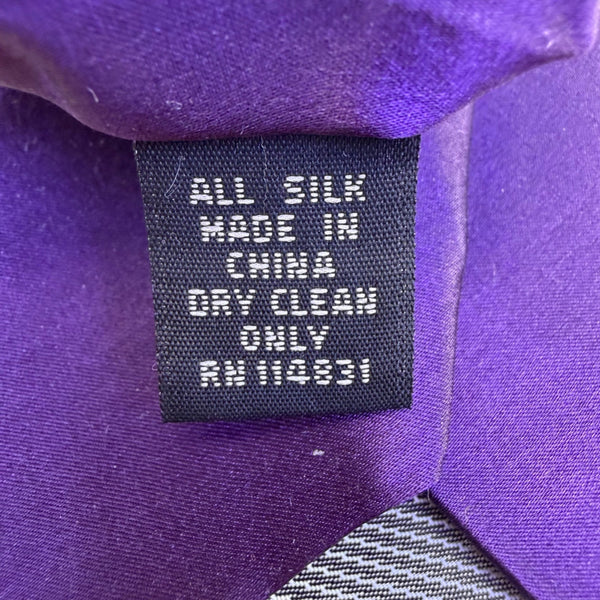 ALL SILK
MADE IN
CHINA
DRY CLEAN
ONLY
RN 114831